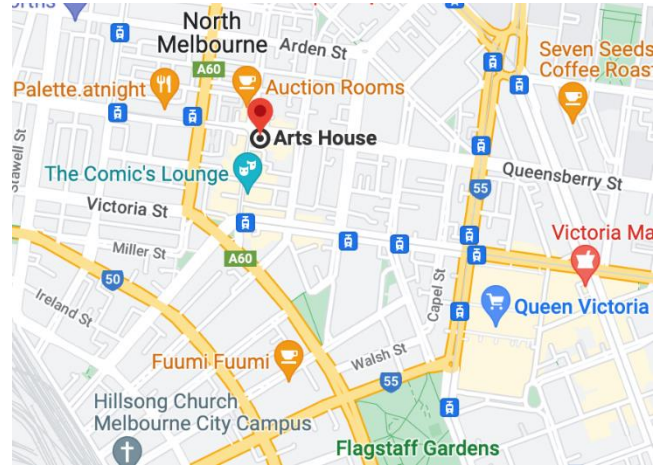 North
Melbourne
Arden St
Seven Seeds
Coffee Roast
A60
Palette.atnight
Auction Rooms
Arts House
Stawell St
The Comic's Lounge
Queensberry St
55
Victoria St
Victoria Ma
Miller St
A60
50
Capel St
Ireland St
Queen Victoria
Fuumi Fuumi
Walsh St
55
Hillsong Church
Melbourne City Campus
Flagstaff Gardens